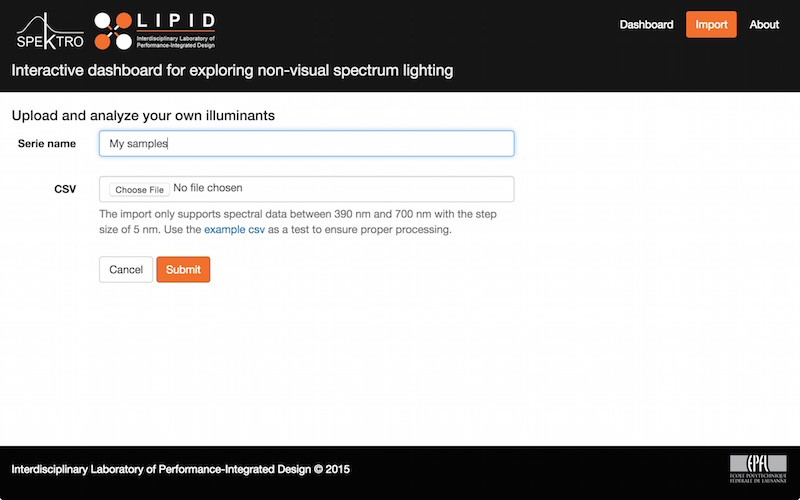 SPEKTRO
LIPID
Interdisciplinary Laboratory of
Performance-Integrated Design
Dashboard
Import
About
Interactive dashboard for exploring non-visual spectrum lighting
Upload and analyze your own illuminants
Serie name
My samples
CSV
Choose File No file chosen
The import only supports spectral data between 390 nm and 700 nm with the step
size of 5 nm. Use the example csv as a test to ensure proper processing.
Cancel
Submit
Interdisciplinary Laboratory of Performance-Integrated Design © 2015
EPFL
ÉCOLE POLYTECHNIQUE
FÉDÉRALE DE LAUSANNE